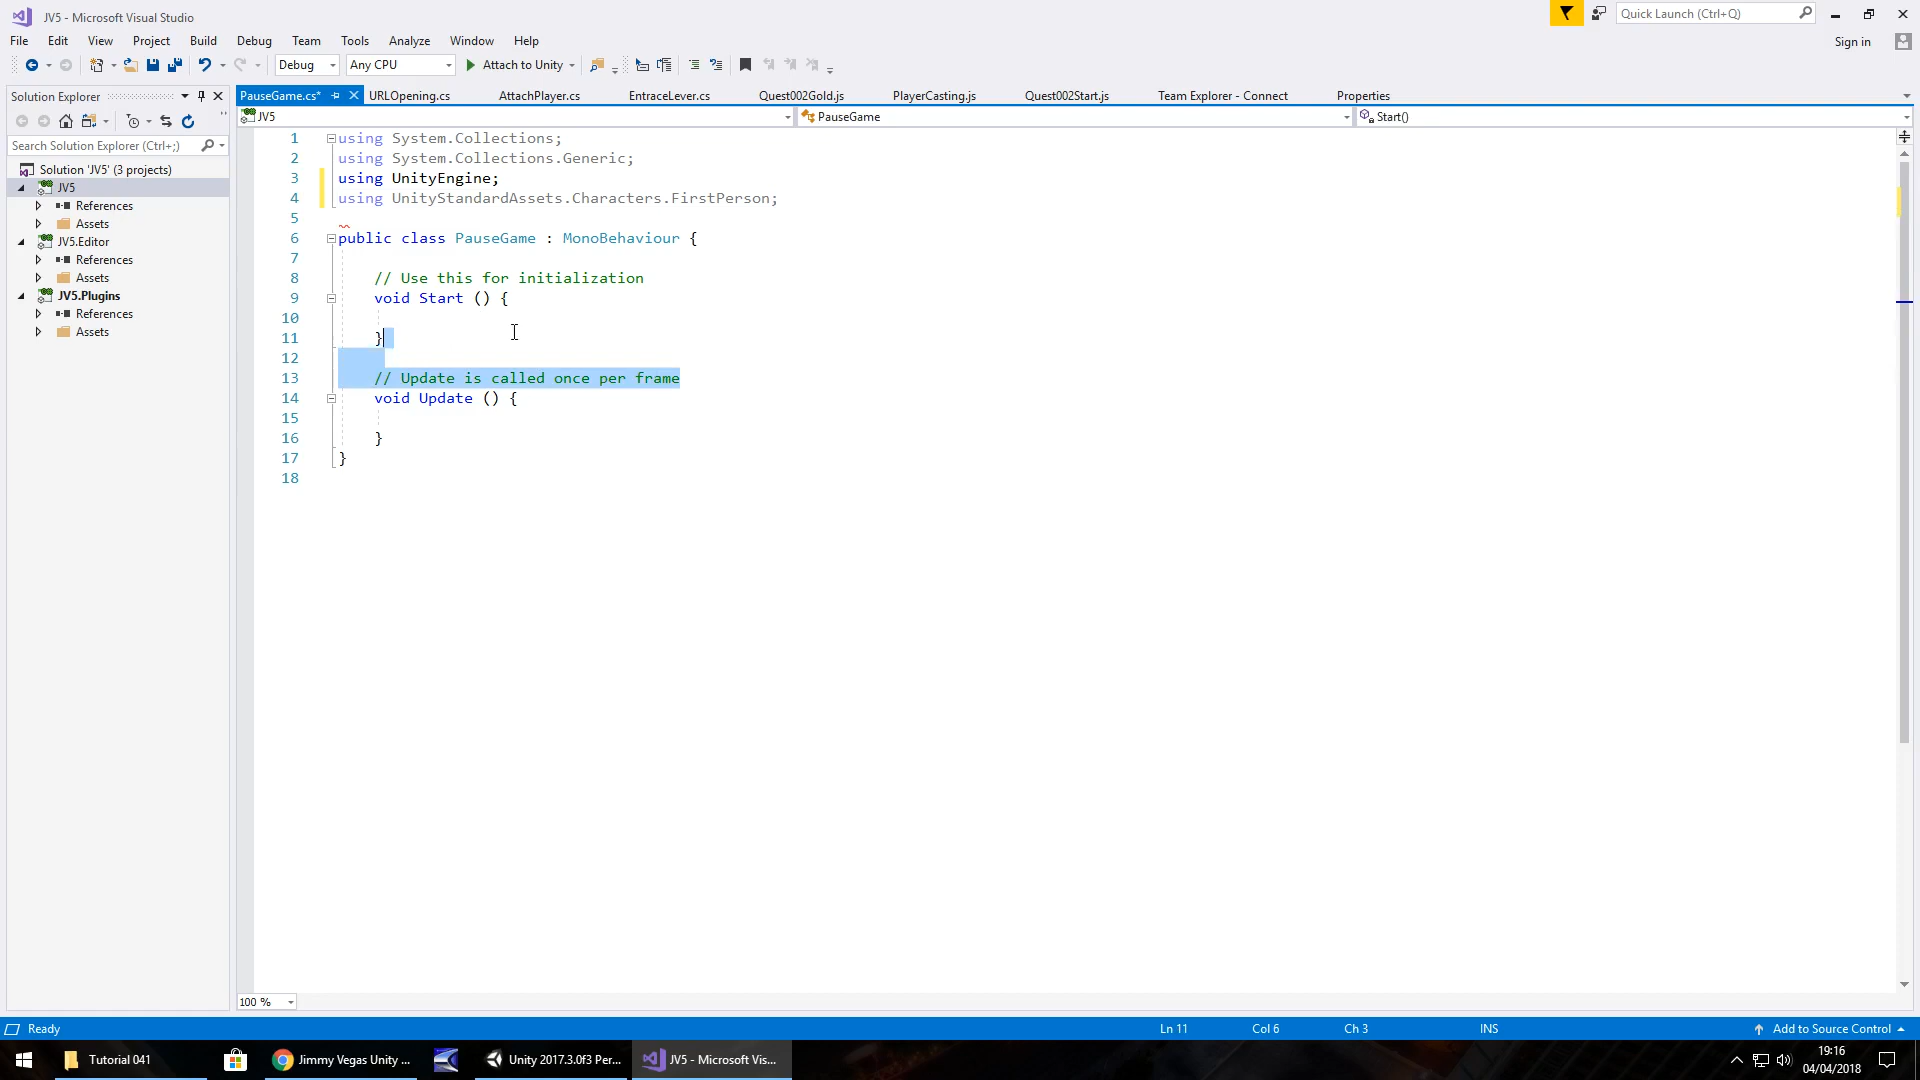 JV5 - Microsoft Visual Studio
Quick Launch (Ctrl+Q)
File Edit View Project Build Debug Team Tools Analyze Window Help
Sign in
Debug Any CPU Attach to Unity
Solution Explorer
PauseGame.cs* URLOpening.cs AttachPlayer.cs EntraceLever.cs Quest002Gold.js PlayerCasting.js Quest002Start.js Team Explorer - Connect Properties
JV5 PauseGame Start()
Search Solution Explorer (Ctrl+;)
Solution 'JV5' (3 projects)
JV5
References
Assets
JV5.Editor
References
Assets
JV5.Plugins
References
Assets
1 using System.Collections;
2 using System.Collections.Generic;
3 using UnityEngine;
4 using UnityStandardAssets.Characters.FirstPerson;
5
6 public class PauseGame : MonoBehaviour {
7
8 // Use this for initialization
9 void Start () {
10
11 }
12
13 // Update is called once per frame
14 void Update () {
15
16 }
17 }
18
100 %
Ready Ln 11 Col 6 Ch 3 INS Add to Source Control
Tutorial 041 Jimmy Vegas Unity ... Unity 2017.3.0f3 Per... JV5 - Microsoft Vis...
19:16
04/04/2018